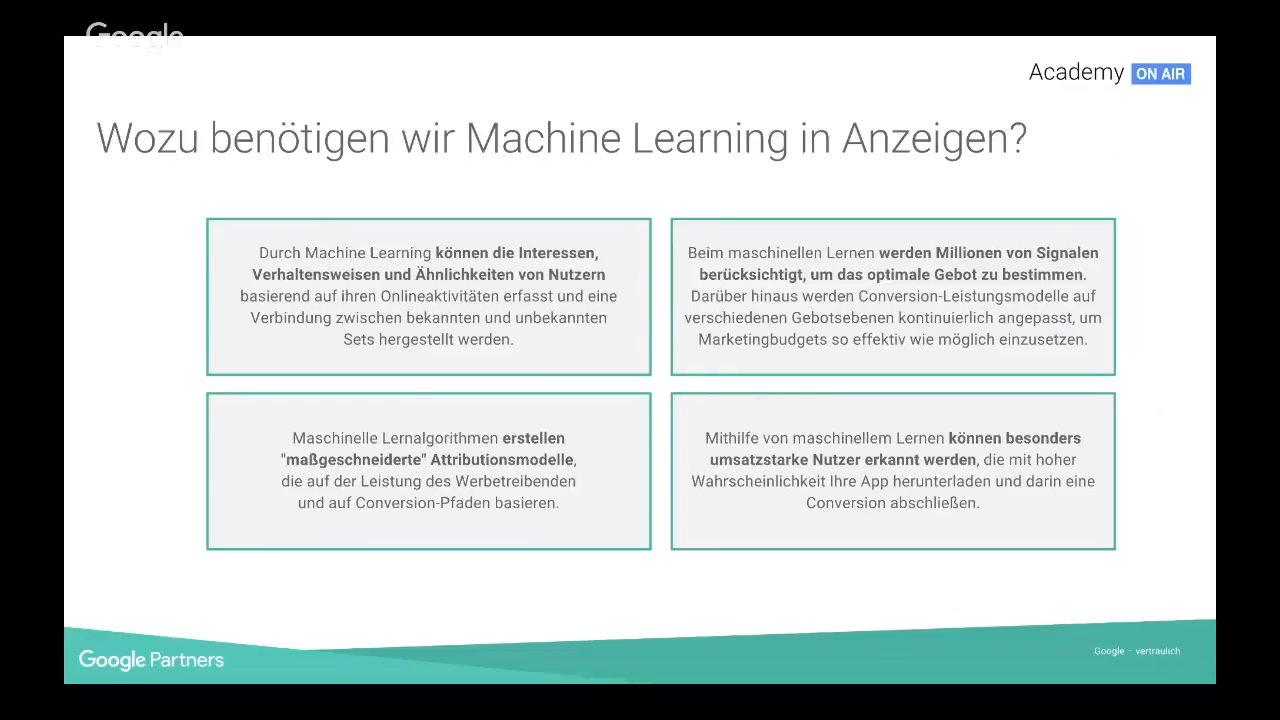 Google
Academy ON AIR
Wozu benötigen wir Machine Learning in Anzeigen?
Durch Machine Learning können die Interessen,
Verhaltensweisen und Ähnlichkeiten von Nutzern
basierend auf ihren Onlineaktivitäten erfasst und eine
Verbindung zwischen bekannten und unbekannten
Sets hergestellt werden.
Beim maschinellen Lernen werden Millionen von Signalen
berücksichtigt, um das optimale Gebot zu bestimmen.
Darüber hinaus werden Conversion-Leistungsmodelle auf
verschiedenen Gebotsebenen kontinuierlich angepasst, um
Marketingbudgets so effektiv wie möglich einzusetzen.
Maschinelle Lernalgorithmen erstellen
"maßgeschneiderte" Attributionsmodelle,
die auf der Leistung des Werbetreibenden
und auf Conversion-Pfaden basieren.
Mithilfe von maschinellem Lernen können besonders
umsatzstarke Nutzer erkannt werden, die mit hoher
Wahrscheinlichkeit Ihre App herunterladen und darin eine
Conversion abschließen.
Google Partners
Google – vertraulich